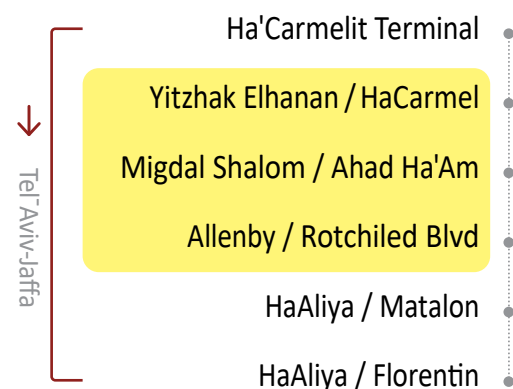 Ha'Carmelit Terminal
Yitzhak Elhanan / HaCarmel
Migdal Shalom / Ahad Ha'Am
Allenby / Rotchiled Blvd
HaAliya / Matalon
HaAliya / Florentin
Tel-Aviv-Jaffa